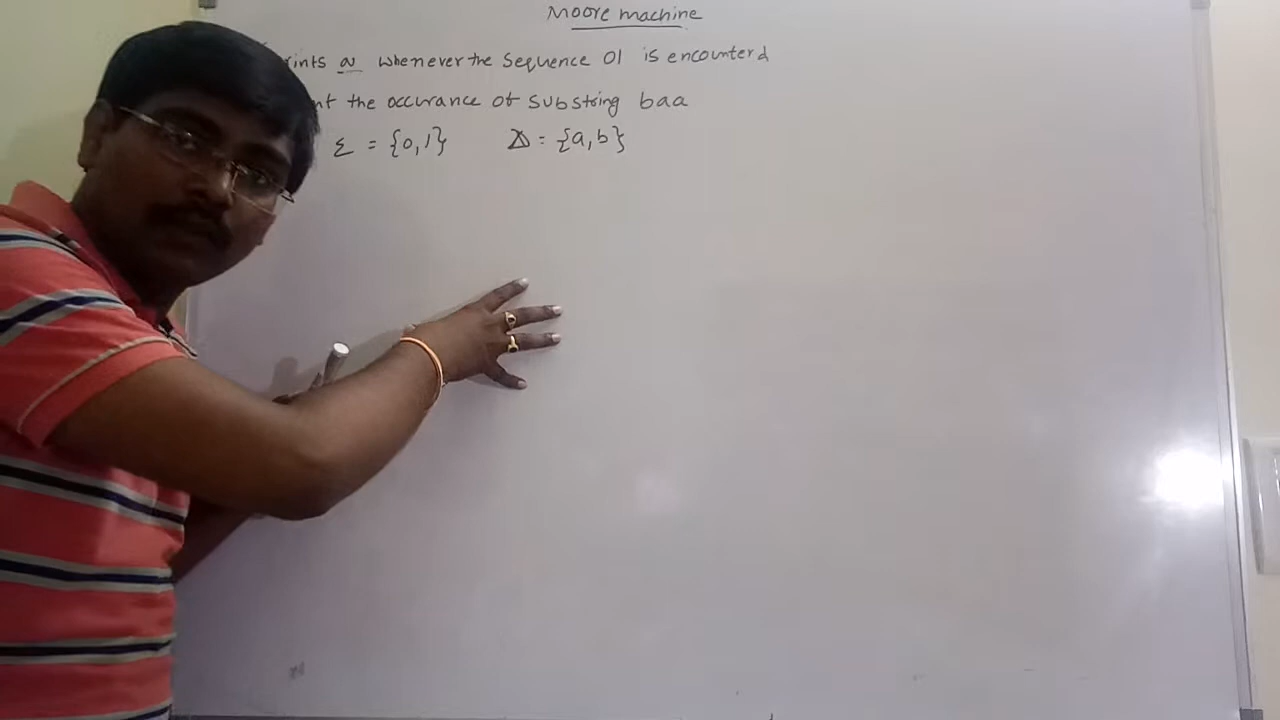 Moore machine
rints a whenever the sequence 01 is encounterd
nt the occurance of substring baa
Σ = {0,1} Δ = {a,b}